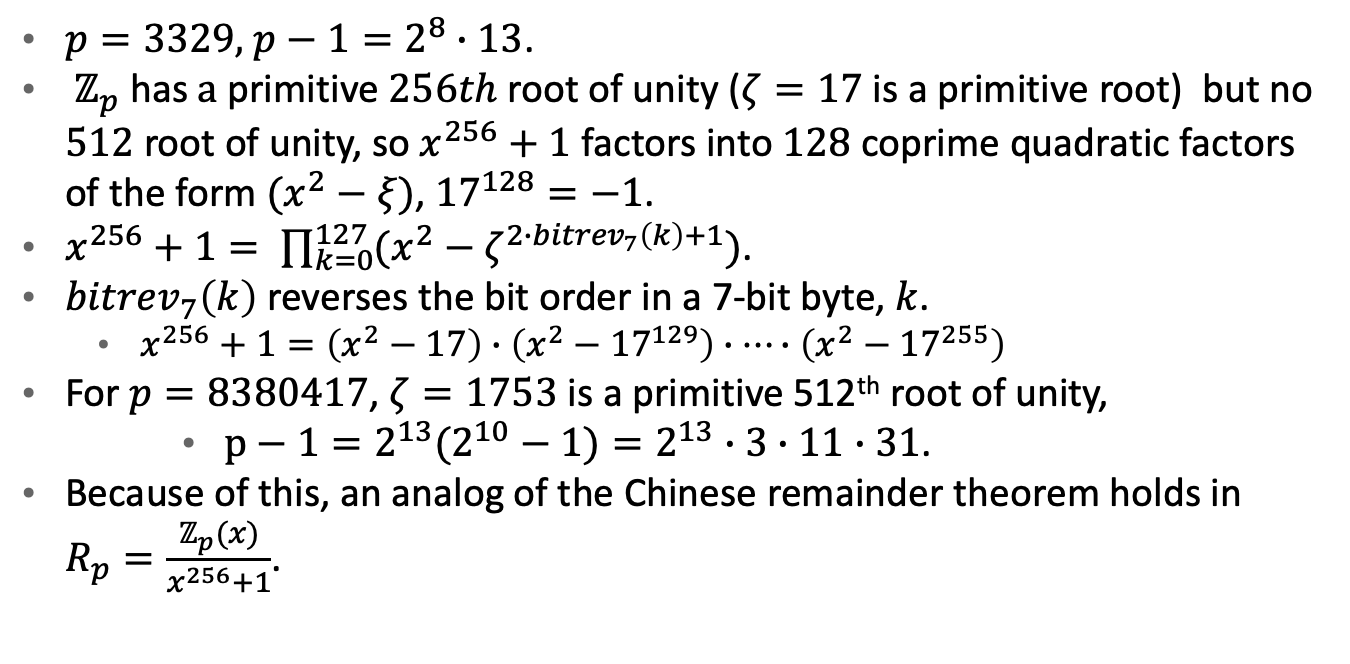 • p = 3329, p − 1 = 2⁸ · 13.
• ℤₚ has a primitive 256th root of unity (ζ = 17 is a primitive root) but no
512 root of unity, so x²⁵⁶ + 1 factors into 128 coprime quadratic factors
of the form (x² − ξ), 17¹²⁸ = −1.
• x²⁵⁶ + 1 = ∏_{k=0}^{127}(x² − ζ^{2·bitrev₇(k)+1}).
• bitrev₇(k) reverses the bit order in a 7-bit byte, k.
• x²⁵⁶ + 1 = (x² − 17) · (x² − 17¹²⁹) · ⋯ · (x² − 17²⁵⁵)
• For p = 8380417, ζ = 1753 is a primitive 512ᵗʰ root of unity,
• p − 1 = 2¹³(2¹⁰ − 1) = 2¹³ · 3 · 11 · 31.
• Because of this, an analog of the Chinese remainder theorem holds in
Rₚ = ℤₚ(x)/x²⁵⁶+1.